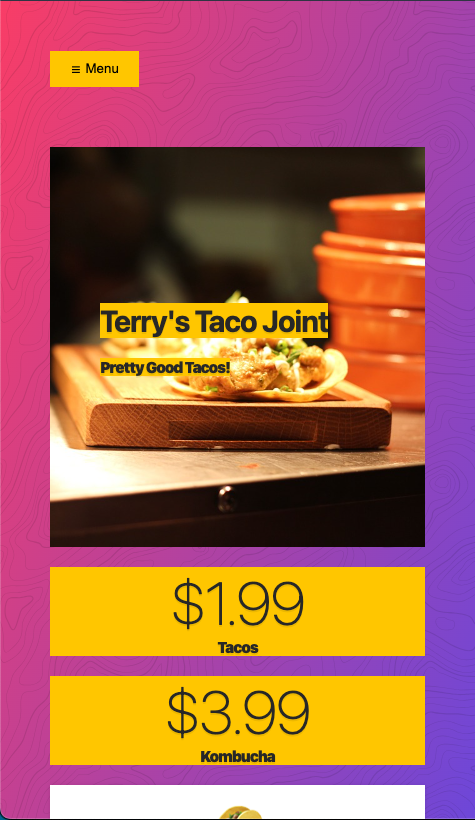 ≡ Menu
Terry's Taco Joint
Pretty Good Tacos!
$1.99
Tacos
$3.99
Kombucha